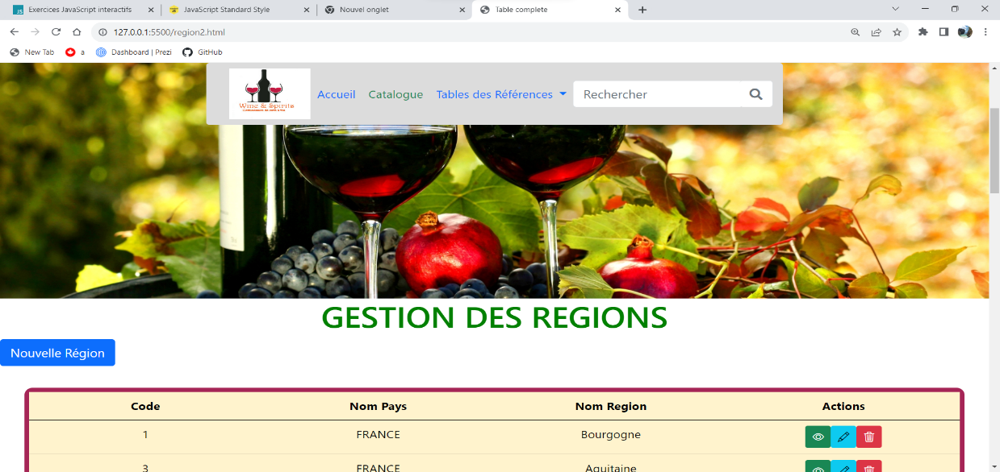 Exercices JavaScript interactifs JavaScript Standard Style Nouvel onglet Table complete
127.0.0.1:5500/region2.html
New Tab a Dashboard | Prezi GitHub
Wine & Spirits
Accueil Catalogue Tables des Références Rechercher
GESTION DES REGIONS
Nouvelle Région
Code Nom Pays Nom Region Actions
1 FRANCE Bourgogne
3 FRANCE Aquitaine